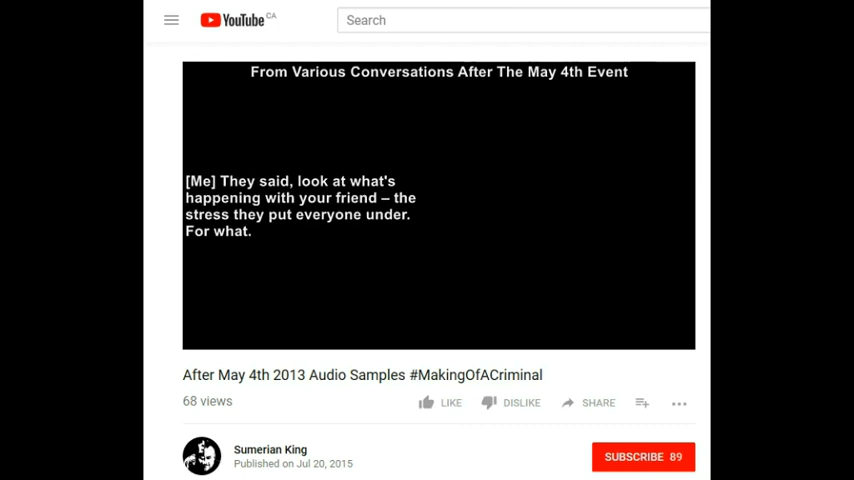 YouTube CA
Search
From Various Conversations After The May 4th Event
[Me] They said, look at what's
happening with your friend – the
stress they put everyone under.
For what.
After May 4th 2013 Audio Samples #MakingOfACriminal
68 views
LIKE DISLIKE SHARE
Sumerian King
Published on Jul 20, 2015
SUBSCRIBE 89